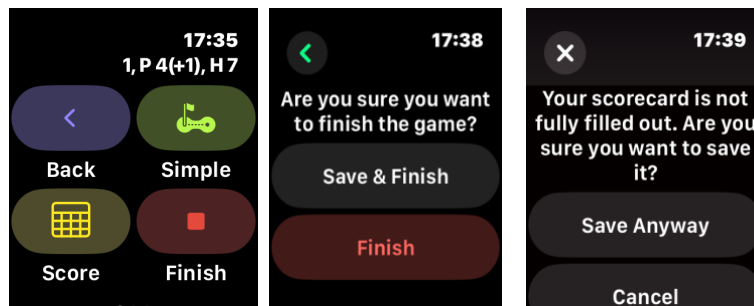 17:35
1, P 4(+1), H 7
Back
Simple
Score
Finish
17:38
Are you sure you want
to finish the game?
Save & Finish
Finish
17:39
Your scorecard is not
fully filled out. Are you
sure you want to save
it?
Save Anyway
Cancel